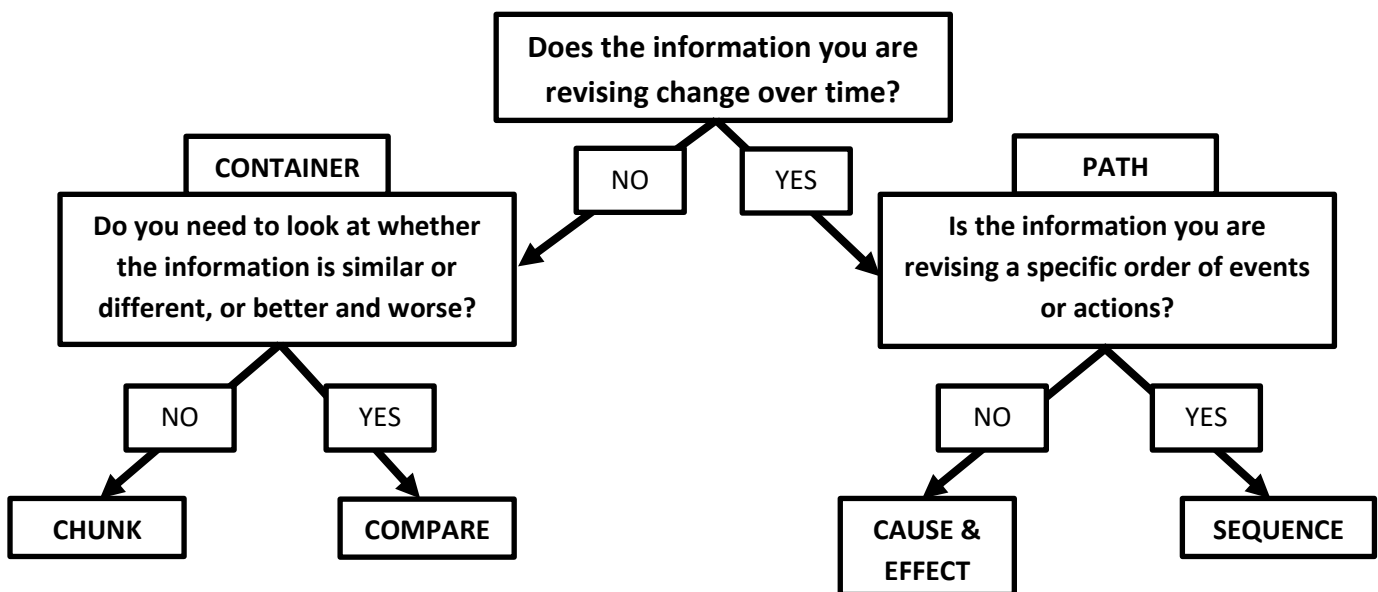 Does the information you are
revising change over time?
CONTAINER
NO
YES
PATH
Do you need to look at whether
the information is similar or
different, or better and worse?
Is the information you are
revising a specific order of events
or actions?
NO
YES
NO
YES
CHUNK
COMPARE
CAUSE &
EFFECT
SEQUENCE